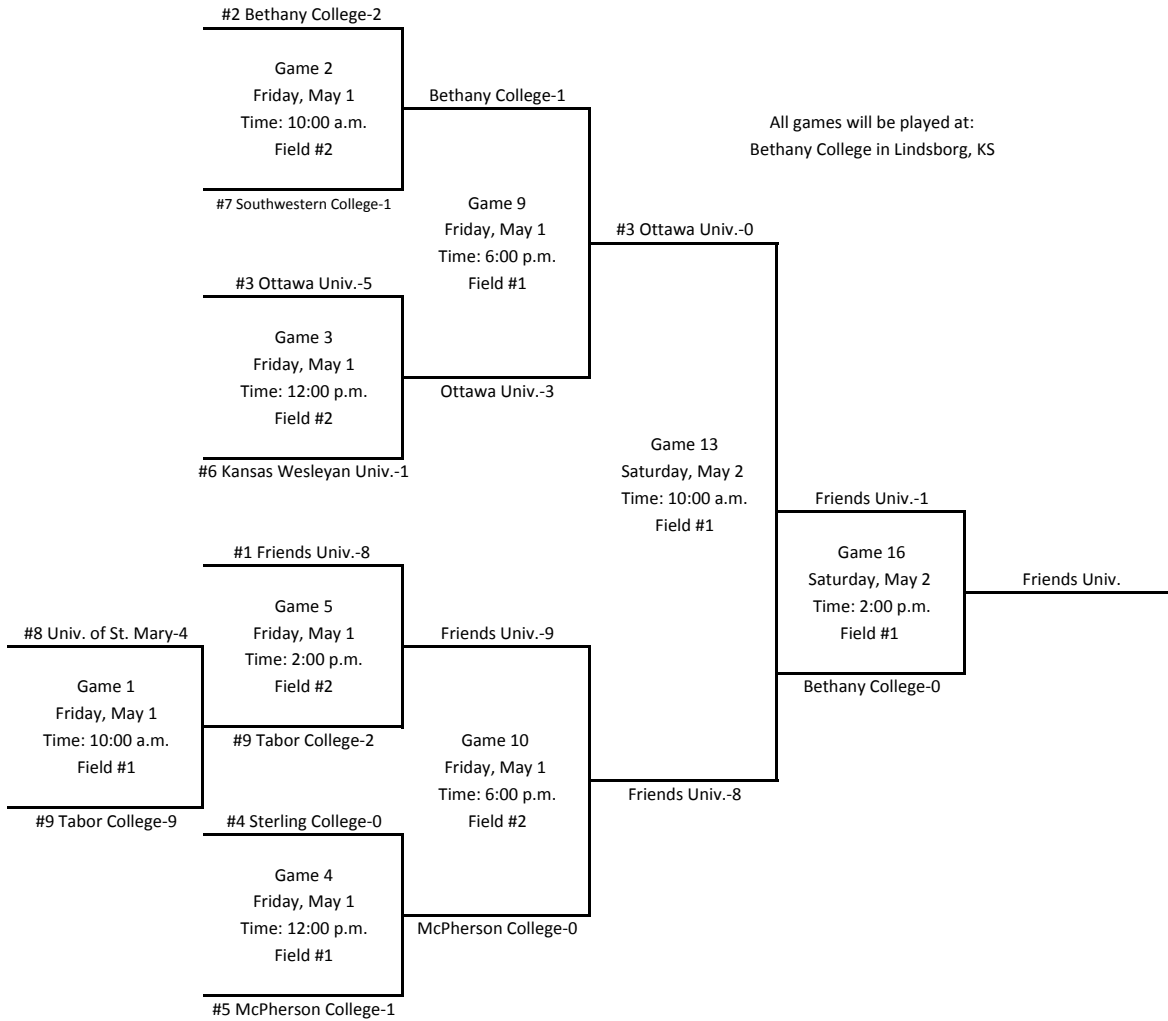 #2 Bethany College-2
Game 2
Friday, May 1
Time: 10:00 a.m.
Field #2
#7 Southwestern College-1
Bethany College-1
Game 9
Friday, May 1
Time: 6:00 p.m.
Field #1
Ottawa Univ.-3
All games will be played at:
Bethany College in Lindsborg, KS
#3 Ottawa Univ.-5
Game 3
Friday, May 1
Time: 12:00 p.m.
Field #2
#6 Kansas Wesleyan Univ.-1
#3 Ottawa Univ.-0
Game 13
Saturday, May 2
Time: 10:00 a.m.
Field #1
Friends Univ.-8
#1 Friends Univ.-8
Game 5
Friday, May 1
Time: 2:00 p.m.
Field #2
#9 Tabor College-2
#8 Univ. of St. Mary-4
Game 1
Friday, May 1
Time: 10:00 a.m.
Field #1
#9 Tabor College-9
Friends Univ.-9
Game 10
Friday, May 1
Time: 6:00 p.m.
Field #2
McPherson College-0
#4 Sterling College-0
Game 4
Friday, May 1
Time: 12:00 p.m.
Field #1
#5 McPherson College-1
Friends Univ.-1
Game 16
Saturday, May 2
Time: 2:00 p.m.
Field #1
Bethany College-0
Friends Univ.